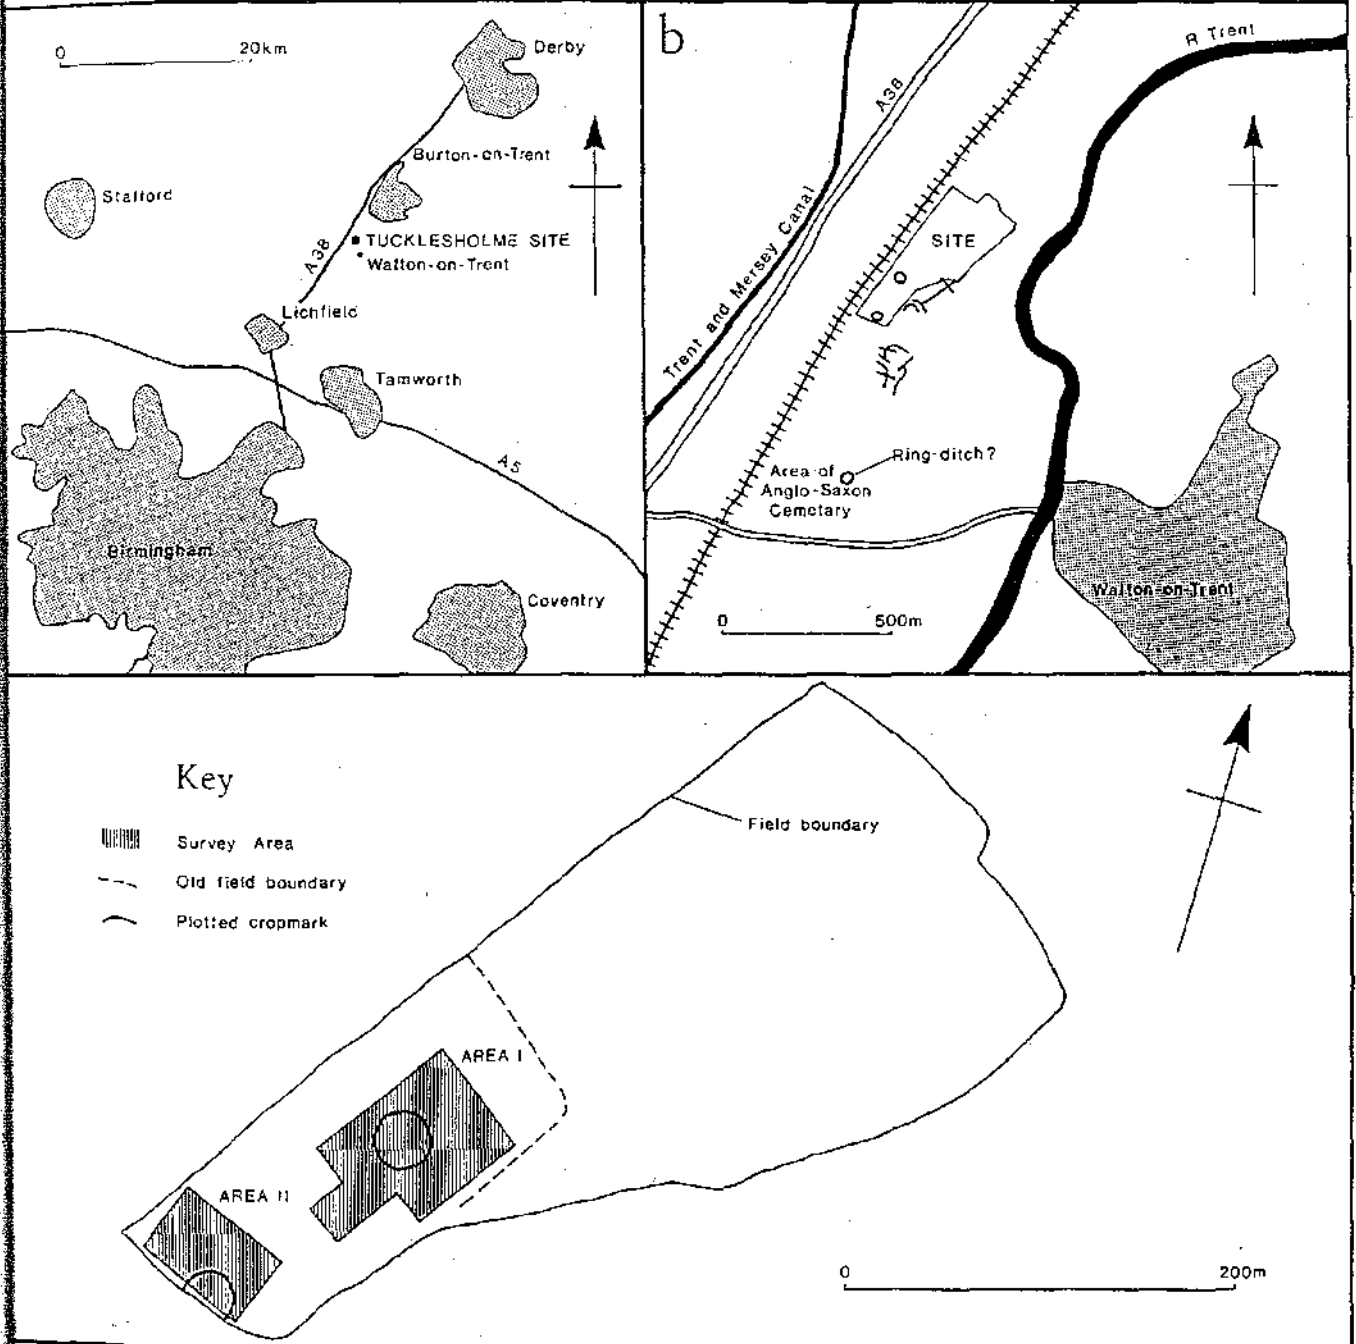 0 20km
Derby
Burton-on-Trent
Stafford
TUCKLESHOLME SITE
Walton-on-Trent
A38
Lichfield
Tamworth
A5
Birmingham
Coventry
b
R Trent
A38
Trent and Mersey Canal
SITE
Ring-ditch?
Area of
Anglo-Saxon
Cemetary
Walton-on-Trent
0 500m
Key
Survey Area
Old field boundary
Plotted cropmark
Field boundary
AREA I
AREA II
0 200m